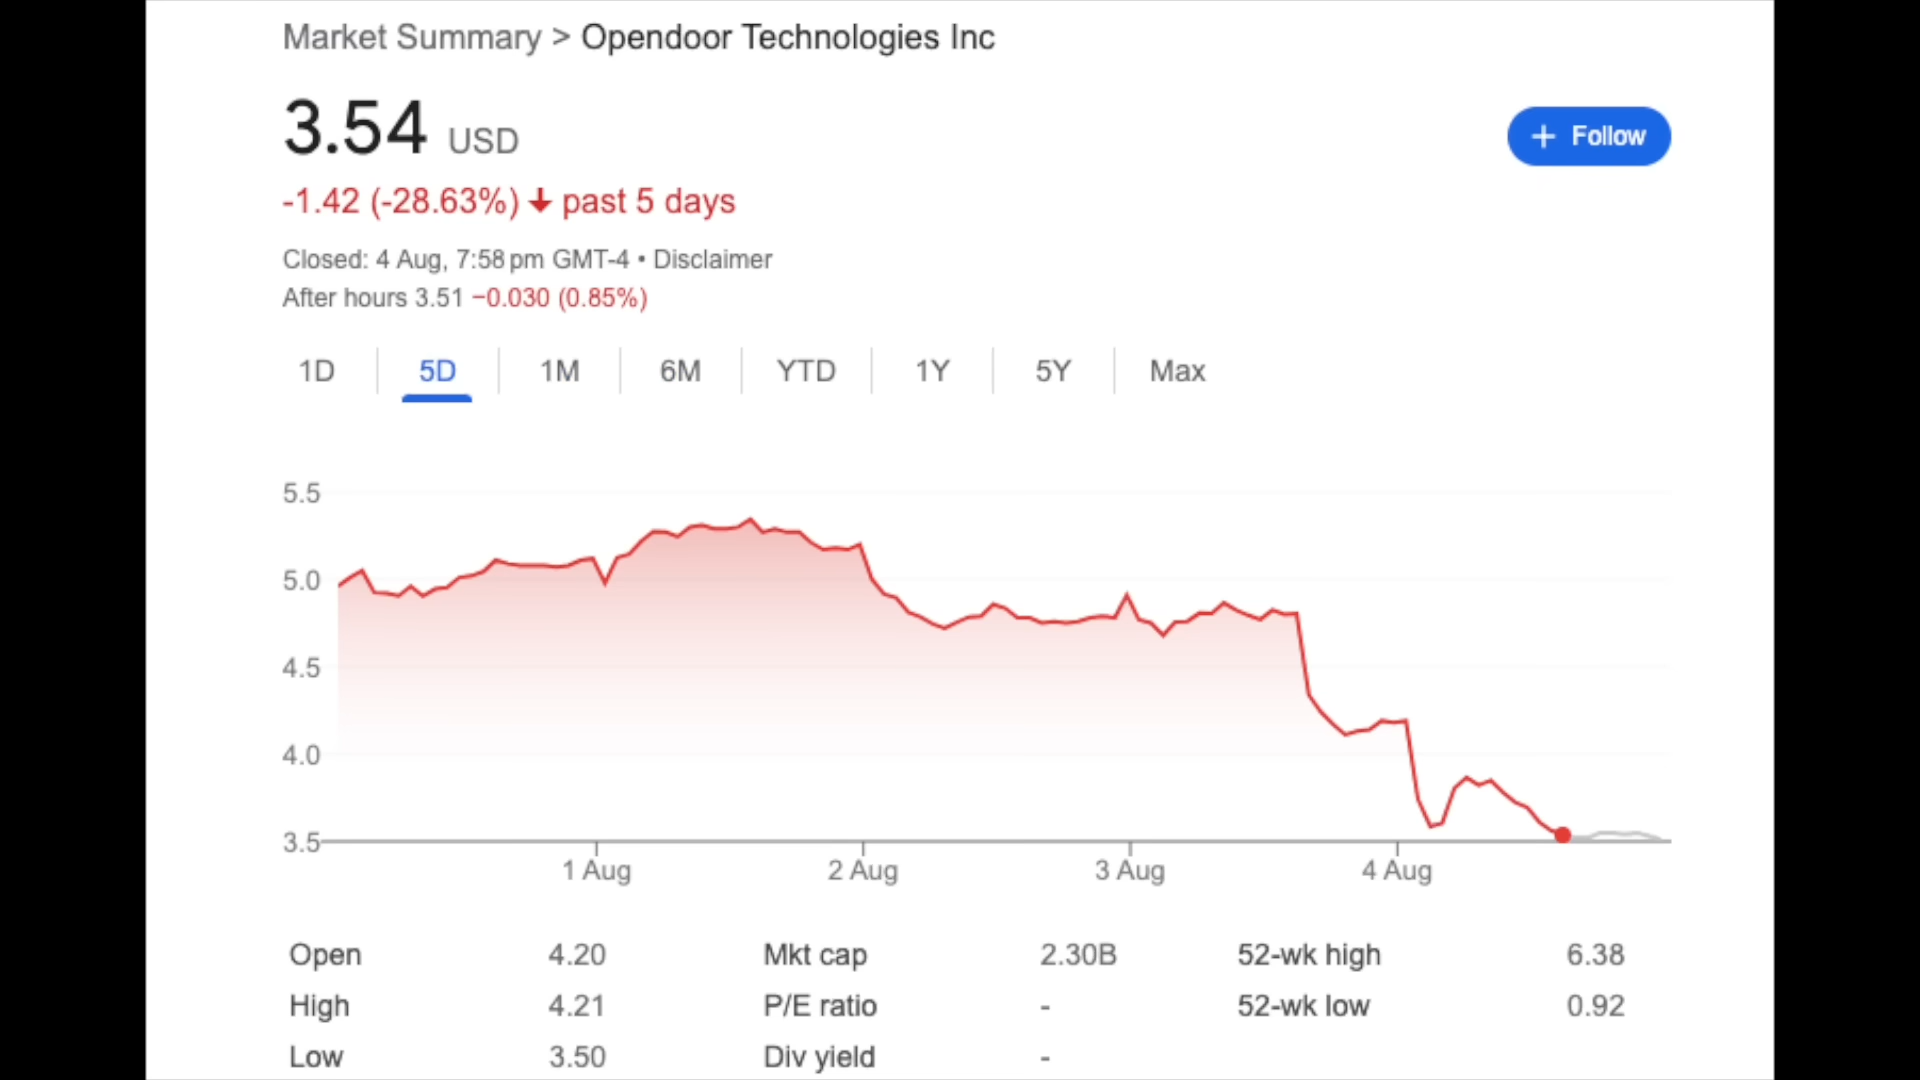 Market Summary > Opendoor Technologies Inc
3.54 USD
+ Follow
-1.42 (-28.63%) ↓ past 5 days
Closed: 4 Aug, 7:58 pm GMT-4 • Disclaimer
After hours 3.51 −0.030 (0.85%)
1D 5D 1M 6M YTD 1Y 5Y Max
5.5
5.0
4.5
4.0
3.5
1 Aug 2 Aug 3 Aug 4 Aug
Open 4.20 Mkt cap 2.30B 52-wk high 6.38
High 4.21 P/E ratio - 52-wk low 0.92
Low 3.50 Div yield -